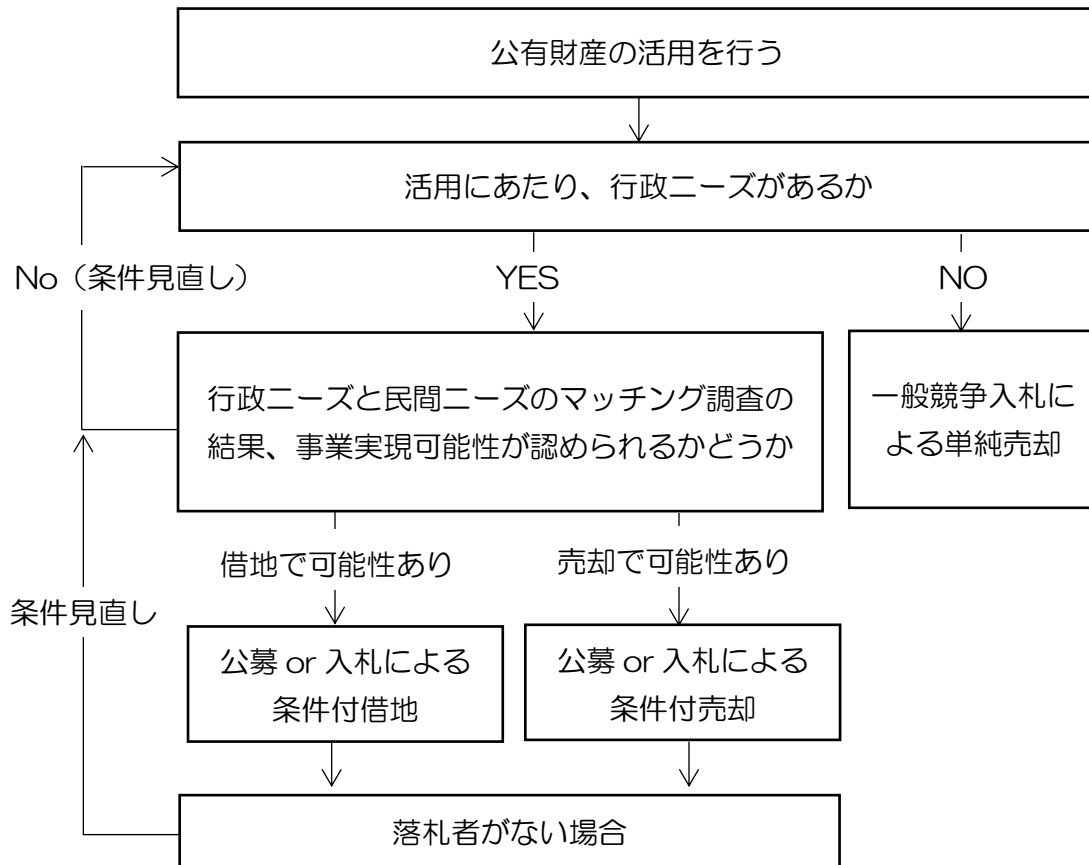 公有財産の活用を行う
活用にあたり、行政ニーズがあるか
No（条件見直し）
YES
NO
行政ニーズと民間ニーズのマッチング調査の
結果、事業実現可能性が認められるかどうか
一般競争入札に
よる単純売却
借地で可能性あり
売却で可能性あり
条件見直し
公募 or 入札による
条件付借地
公募 or 入札による
条件付売却
落札者がない場合